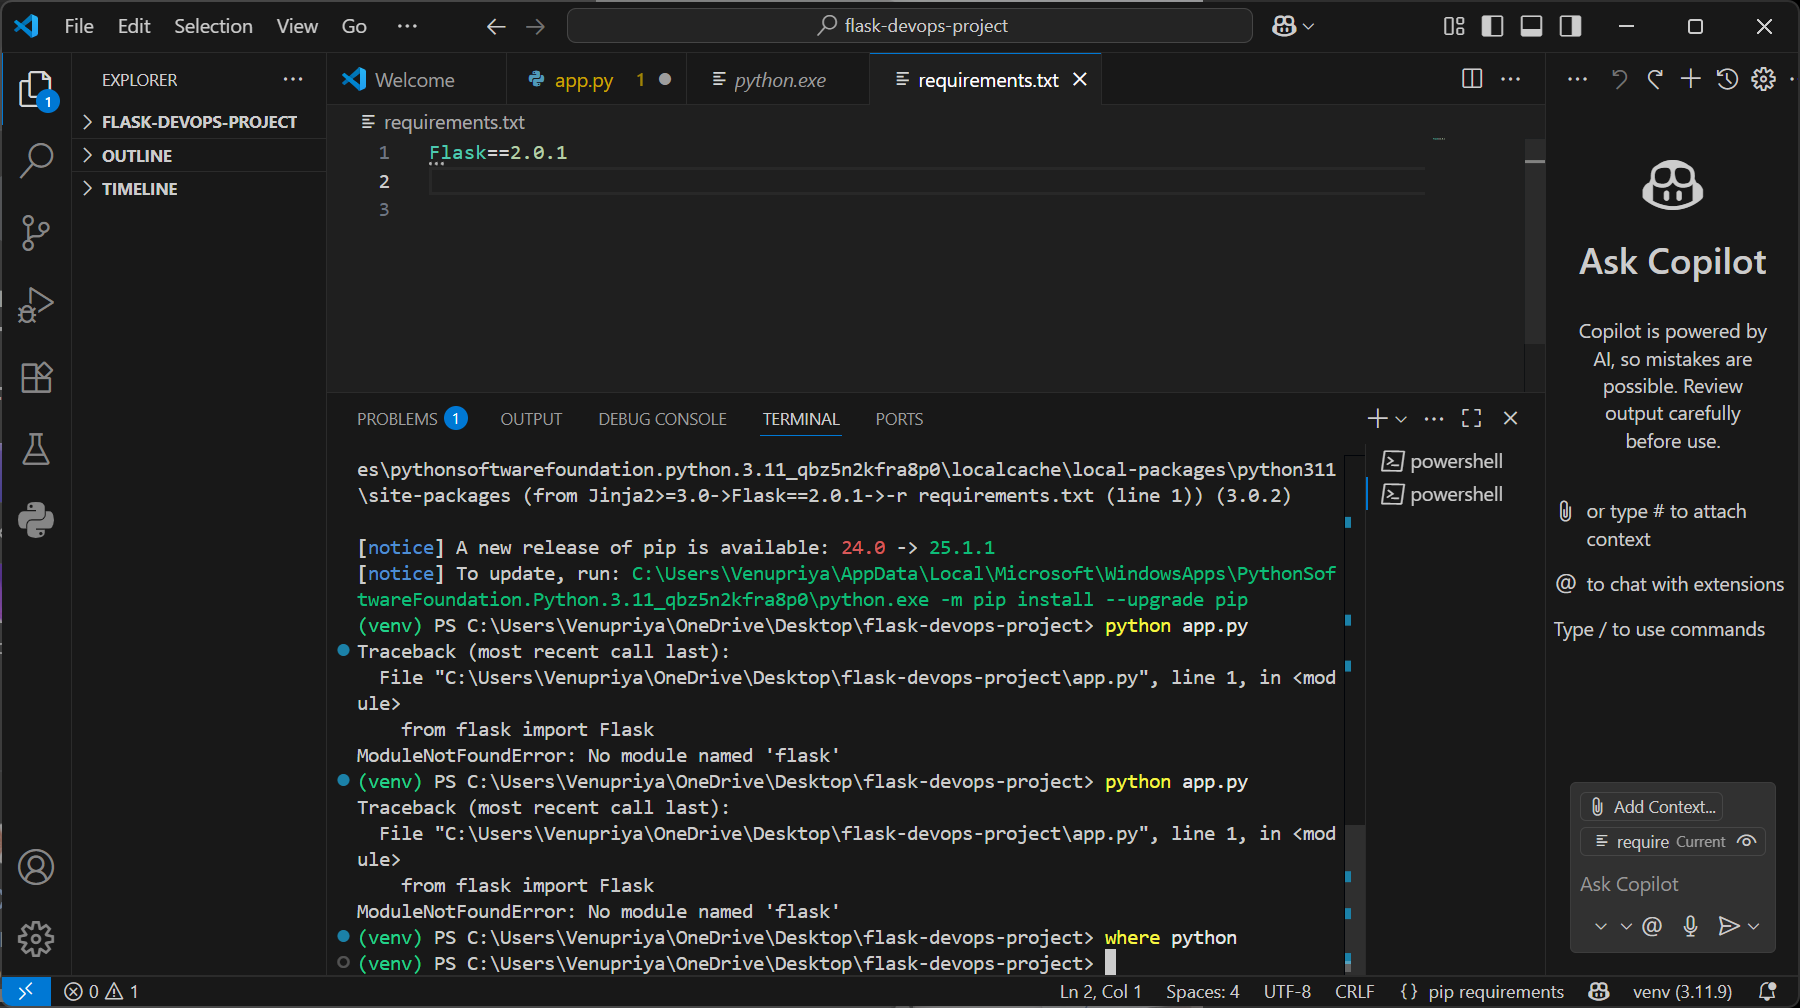 File Edit Selection View Go ···
flask-devops-project
EXPLORER
FLASK-DEVOPS-PROJECT
OUTLINE
TIMELINE
1
Welcome
app.py 1
python.exe
requirements.txt
requirements.txt
1 Flask==2.0.1
2
3
PROBLEMS 1 OUTPUT DEBUG CONSOLE TERMINAL PORTS
es\pythonsoftwarefoundation.python.3.11_qbz5n2kfra8p0\localcache\local-packages\python311
\site-packages (from Jinja2>=3.0->Flask==2.0.1->-r requirements.txt (line 1)) (3.0.2)
[notice] A new release of pip is available: 24.0 -> 25.1.1
[notice] To update, run: C:\Users\Venupriya\AppData\Local\Microsoft\WindowsApps\PythonSof
twareFoundation.Python.3.11_qbz5n2kfra8p0\python.exe -m pip install --upgrade pip
(venv) PS C:\Users\Venupriya\OneDrive\Desktop\flask-devops-project> python app.py
Traceback (most recent call last):
File "C:\Users\Venupriya\OneDrive\Desktop\flask-devops-project\app.py", line 1, in <mod
ule>
from flask import Flask
ModuleNotFoundError: No module named 'flask'
(venv) PS C:\Users\Venupriya\OneDrive\Desktop\flask-devops-project> python app.py
Traceback (most recent call last):
File "C:\Users\Venupriya\OneDrive\Desktop\flask-devops-project\app.py", line 1, in <mod
ule>
from flask import Flask
ModuleNotFoundError: No module named 'flask'
(venv) PS C:\Users\Venupriya\OneDrive\Desktop\flask-devops-project> where python
(venv) PS C:\Users\Venupriya\OneDrive\Desktop\flask-devops-project>
powershell
powershell
Ask Copilot
Copilot is powered by
AI, so mistakes are
possible. Review
output carefully
before use.
or type # to attach
context
@ to chat with extensions
Type / to use commands
Add Context...
require Current
Ask Copilot
@
0 1
Ln 2, Col 1 Spaces: 4 UTF-8 CRLF {} pip requirements venv (3.11.9)